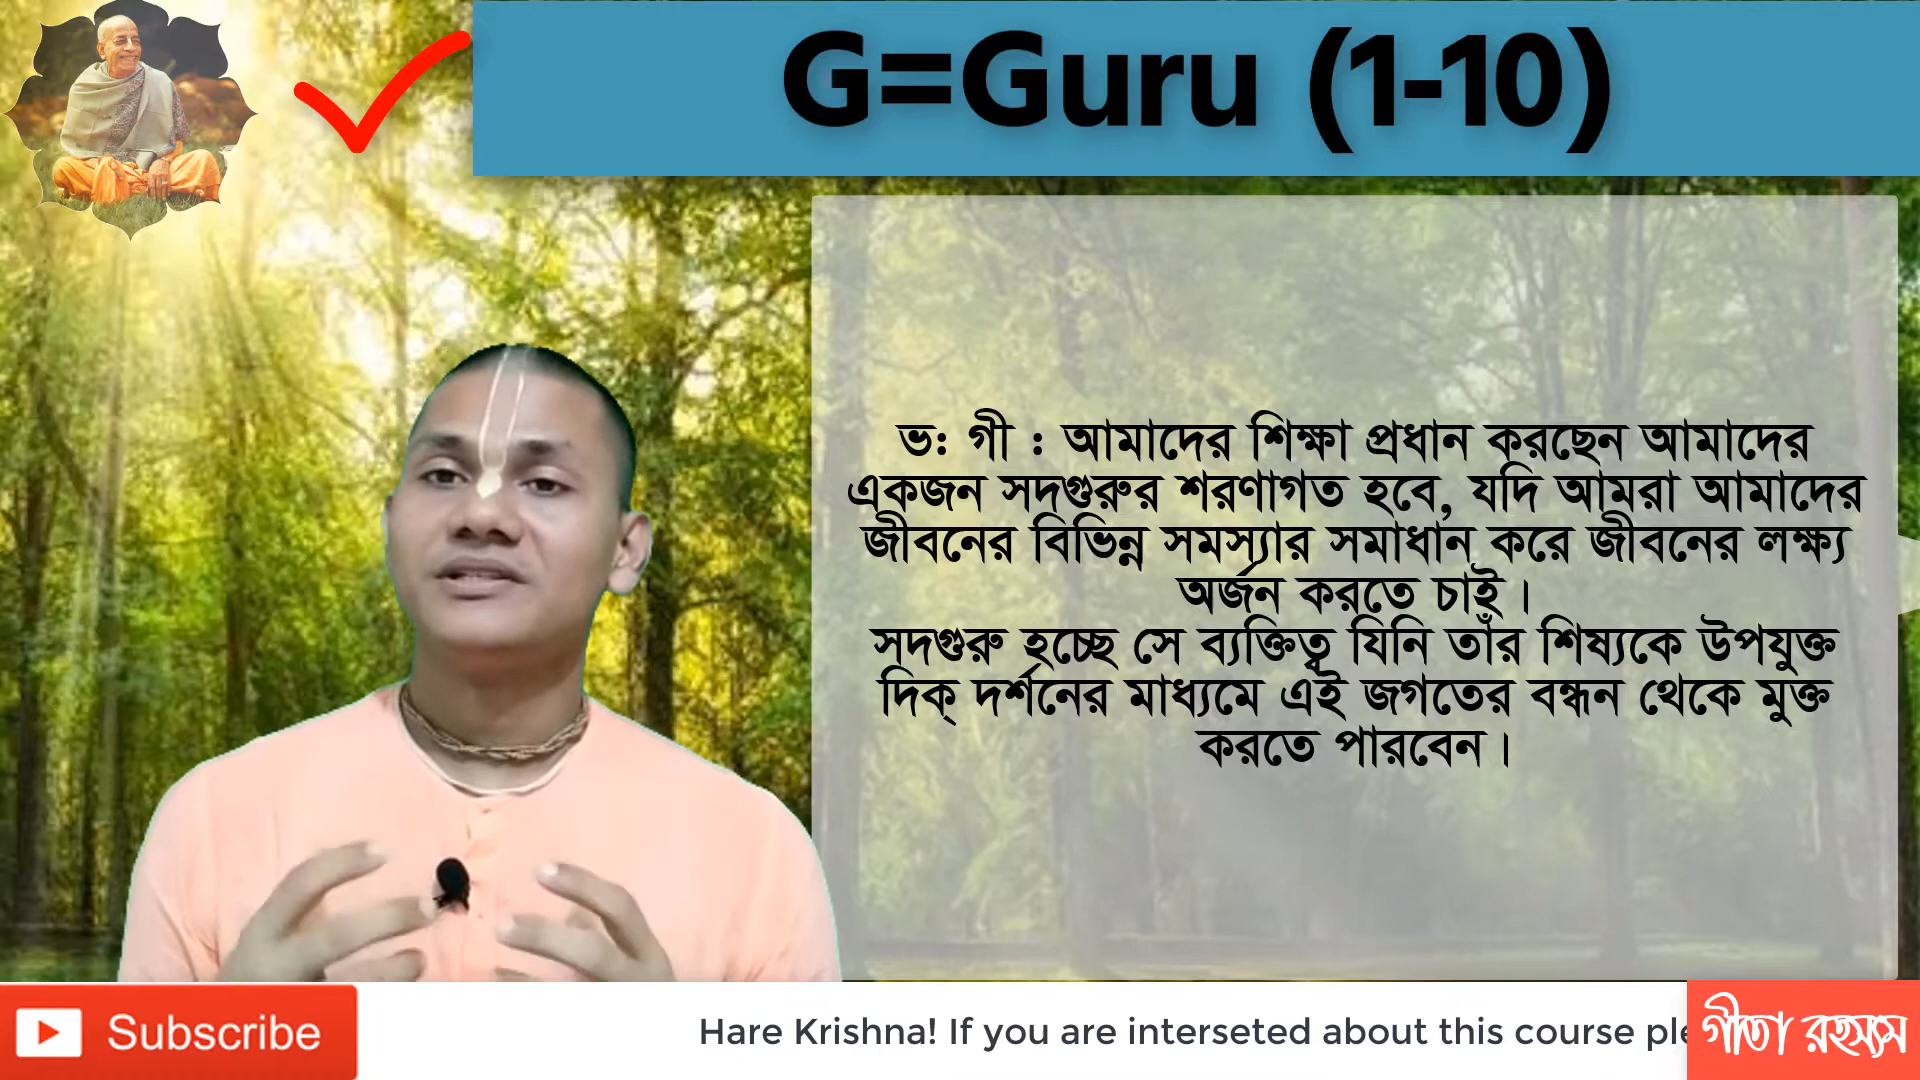 G=Guru (1-10)
ভ: গী : আমাদের শিক্ষা প্রধান করছেন আমাদের
একজন সদগুরুর শরণাগত হবে, যদি আমরা আমাদের
জীবনের বিভিন্ন সমস্যার সমাধান করে জীবনের লক্ষ্য
অর্জন করতে চাই।
সদগুরু হচ্ছে সে ব্যক্তিত্ব যিনি তাঁর শিষ্যকে উপযুক্ত
দিক্ দর্শনের মাধ্যমে এই জগতের বন্ধন থেকে মুক্ত
করতে পারবেন।
Subscribe
Hare Krishna! If you are interseted about this course ple
গীতা রহস্য